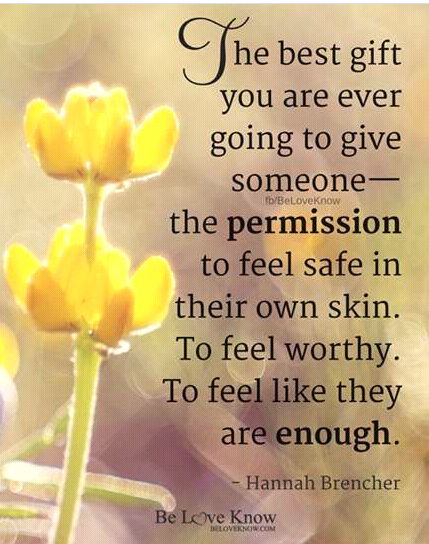 The best gift
you are ever
going to give
someone—
fb/BeLoveKnow
the permission
to feel safe in
their own skin.
To feel worthy.
To feel like they
are enough.
- Hannah Brencher
Be Love Know
BELOVEKNOW.COM